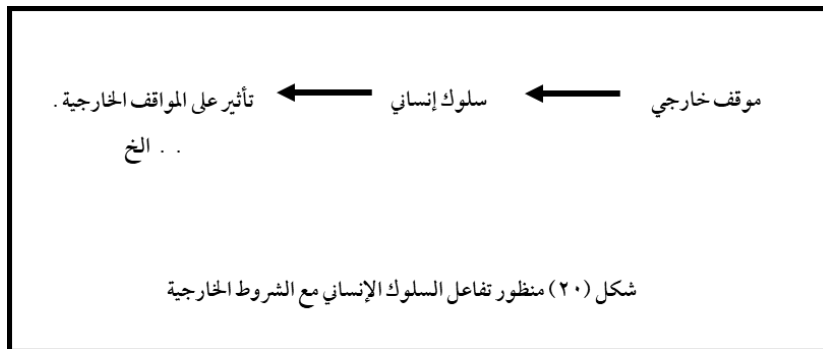 موقف خارجي سلوك إنساني تأثير على المواقف الخارجية .
. . الخ
شكل (٢٠) منظور تفاعل السلوك الإنساني مع الشروط الخارجية